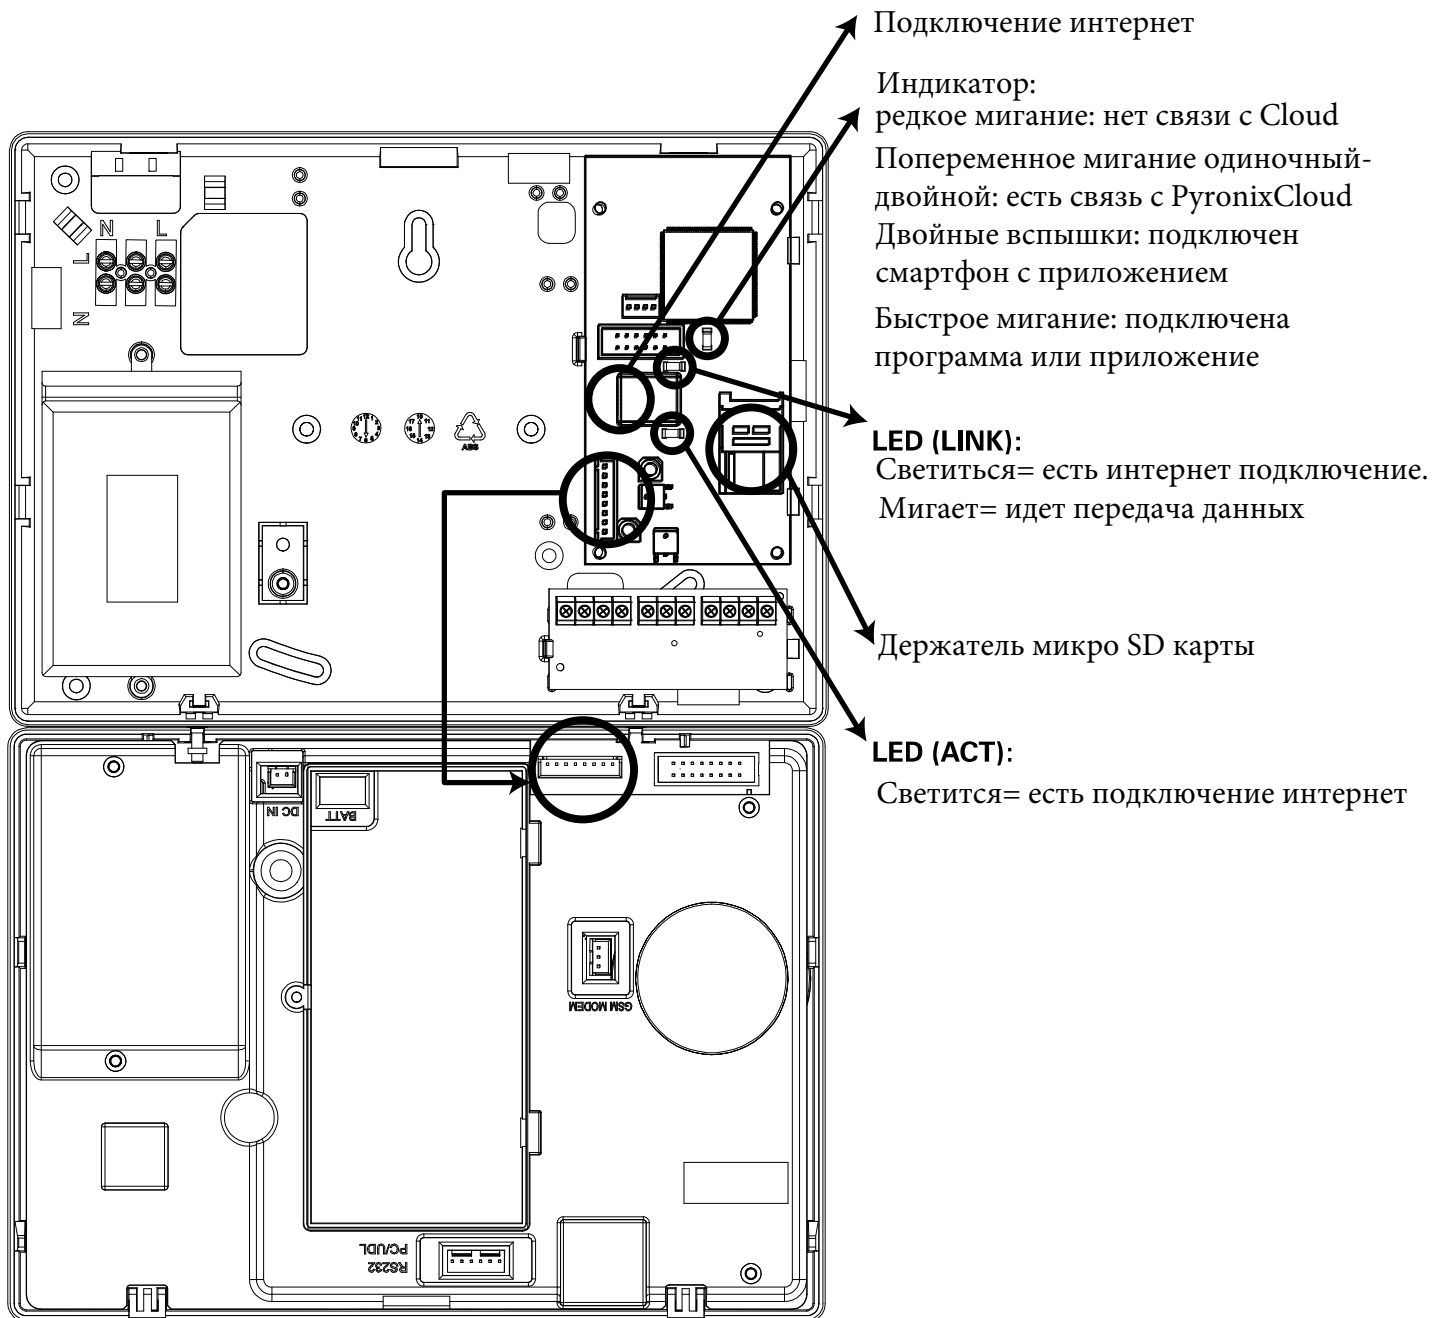 Подключение интернет
Индикатор:
редкое мигание: нет связи с Cloud
Попеременное мигание одиночный-
двойной: есть связь с PyronixCloud
Двойные вспышки: подключен
смартфон с приложением
Быстрое мигание: подключена
программа или приложение
LED (LINK):
Светиться= есть интернет подключение.
Мигает= идет передача данных
Держатель микро SD карты
LED (ACT):
Светится= есть подключение интернет
N L
L
N
ABS
DC IN
BATT
GSM MODEM
RS232
PC/UDL